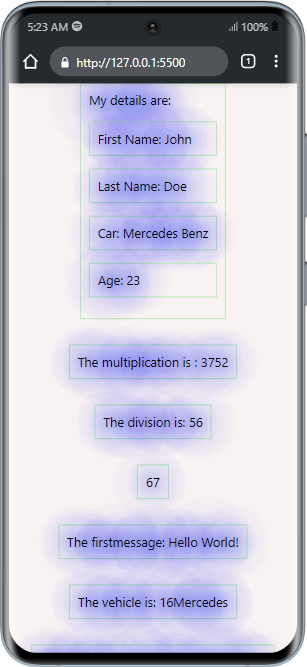 5:23 AM
100%
http://127.0.0.1:5500
1
My details are:
First Name: John
Last Name: Doe
Car: Mercedes Benz
Age: 23
The multiplication is : 3752
The division is: 56
67
The firstmessage: Hello World!
The vehicle is: 16Mercedes